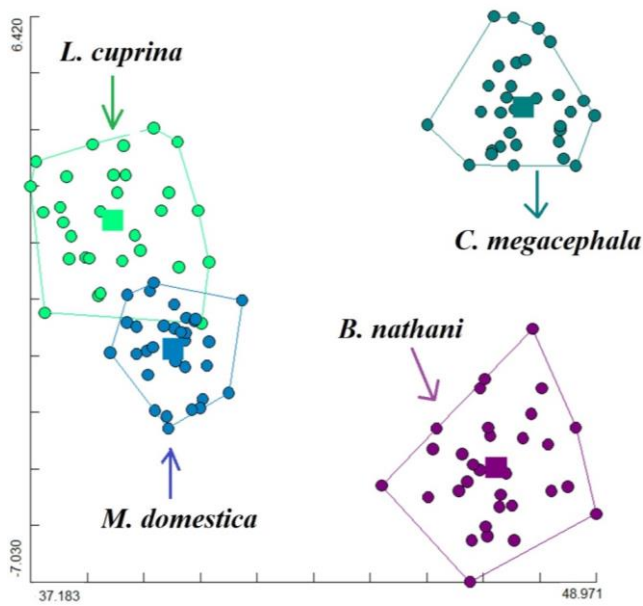 6.420
L. cuprina
C. megacephala
B. nathani
M. domestica
-7.030
37.183
48.971